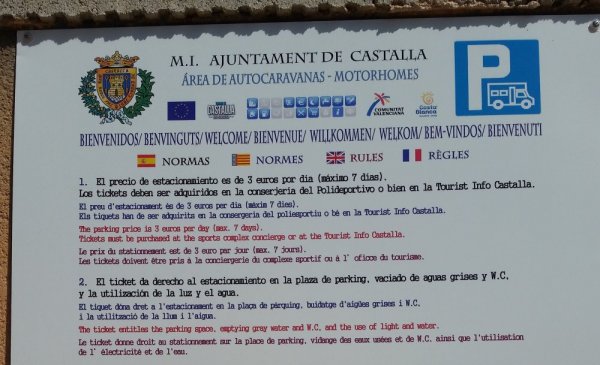 M.I. AJUNTAMENT DE CASTALLA
ÁREA DE AUTOCARAVANAS - MOTORHOMES
P
CASTALLA
COMUNITAT VALENCIANA
Costa Blanca
BIENVENIDOS/ BENVINGUTS/ WELCOME/ BIENVENUE/ WILLKOMMEN/ WELKOM/ BEM-VINDOS/ BIENVENUTI
NORMAS NORMES RULES RÈGLES
1. El precio de estacionamiento es de 3 euros por dia (máximo 7 dias).
Los tickets deben ser adquiridos en la conserjería del Polideportivo o bien en la Tourist Info Castalla.
El preu d'estacionament és de 3 euros per dia (màxim 7 dies).
Els tiquets han de ser adquirits en la consergeria del poliesportiu o bé en la Tourist Info Castalla.
The parking price is 3 euros per day (max. 7 days).
Tickets must be purchased at the sports complex concierge or at the Tourist Info Castalla.
Le prix du stationnement est de 3 euro par jour (max. 7 jours).
Les tickets doivent être pris à la conciergerie du complexe sportif ou à l' office du tourisme.
2. El ticket da derecho al estacionamiento en la plaza de parking, vaciado de aguas grises y W.C.
y la utilización de la luz y el agua.
El tiquet dóna dret a l'estacionament en la plaça de pàrquing, buidatge d'aigües grises i W.C.
i la utilització de la llum i l'aigua.
The ticket entitles the parking space, emptying gray water and W.C, and the use of light and water.
Le ticket donne droit au stationnement sur la place de parking, vidange des eaux usées et de W.C. ainsi que l'utilisation
de l' électricité et de l'eau.